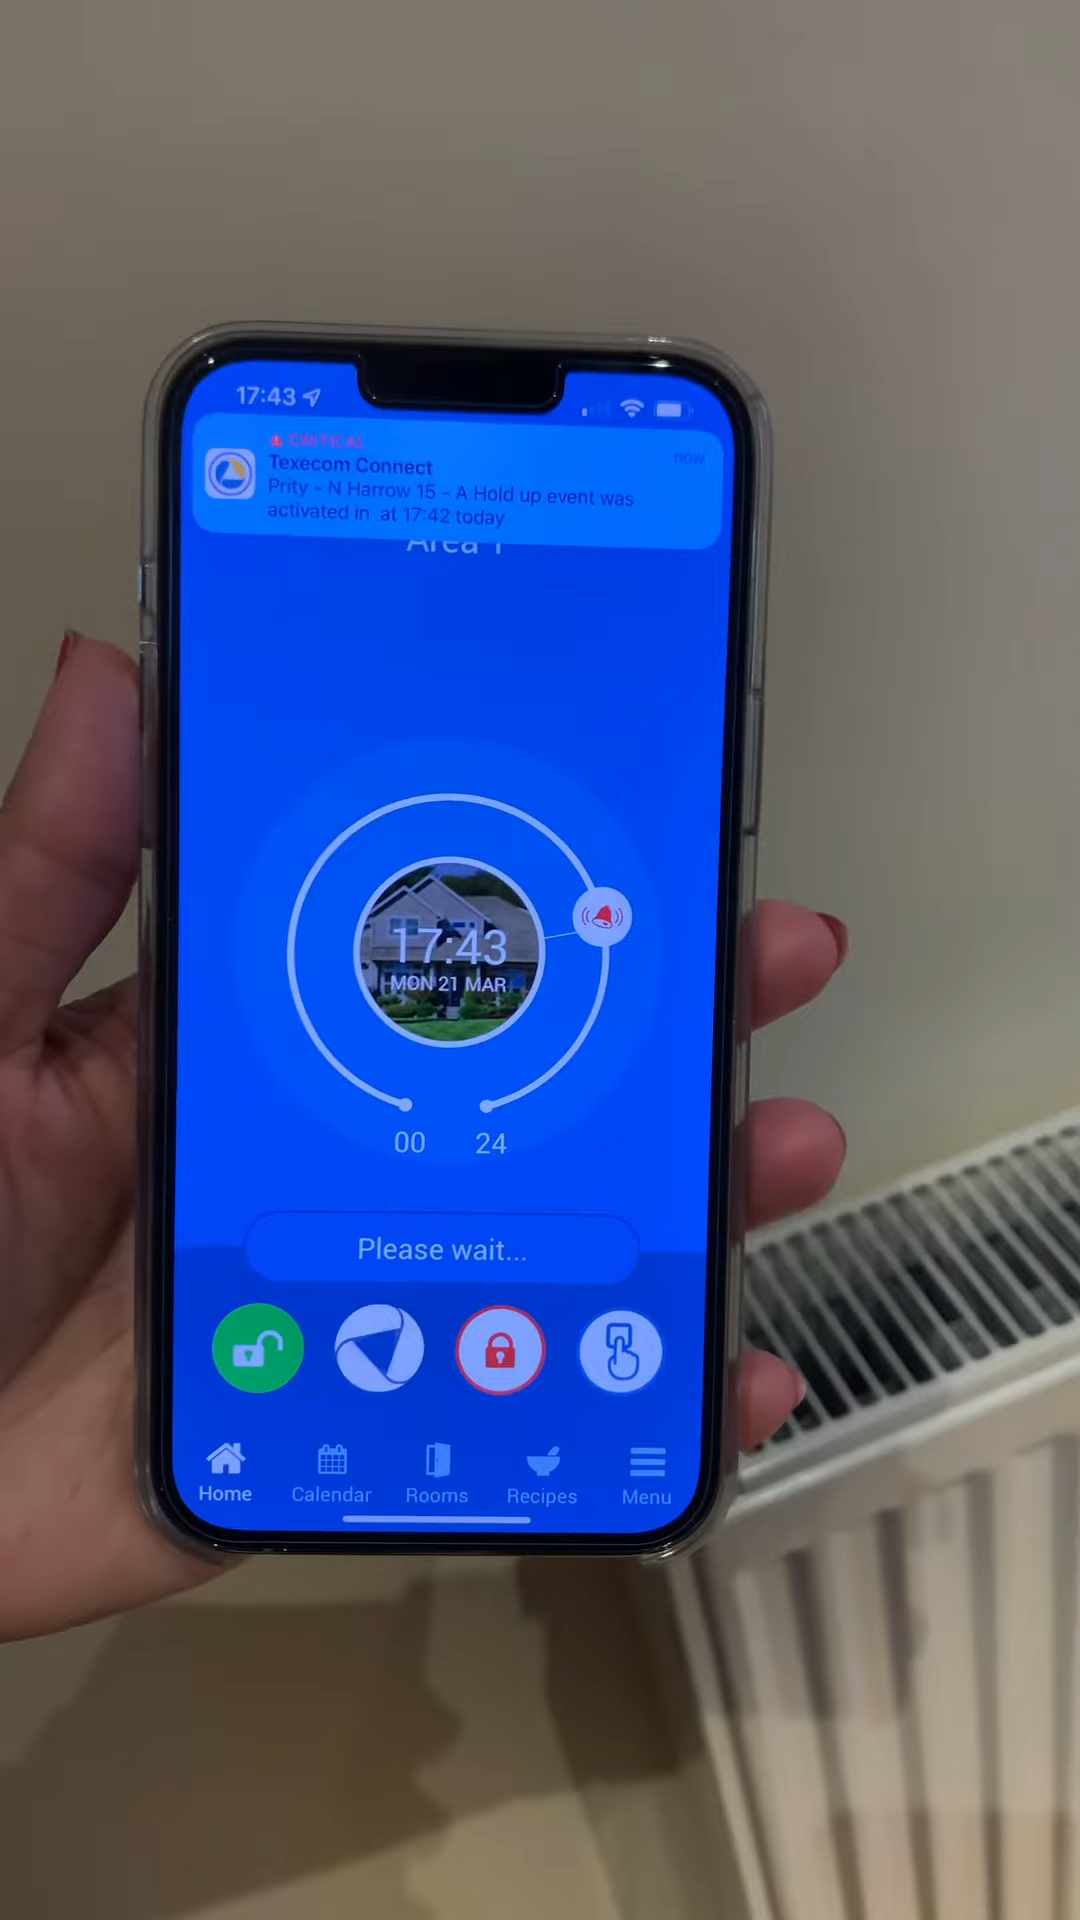 17:43
CRITICAL
Texecom Connect
now
Prity - N Harrow 15 - A Hold up event was
activated in at 17:42 today
Area 1
17:43
MON 21 MAR
00
24
Please wait...
Home
Calendar
Rooms
Recipes
Menu